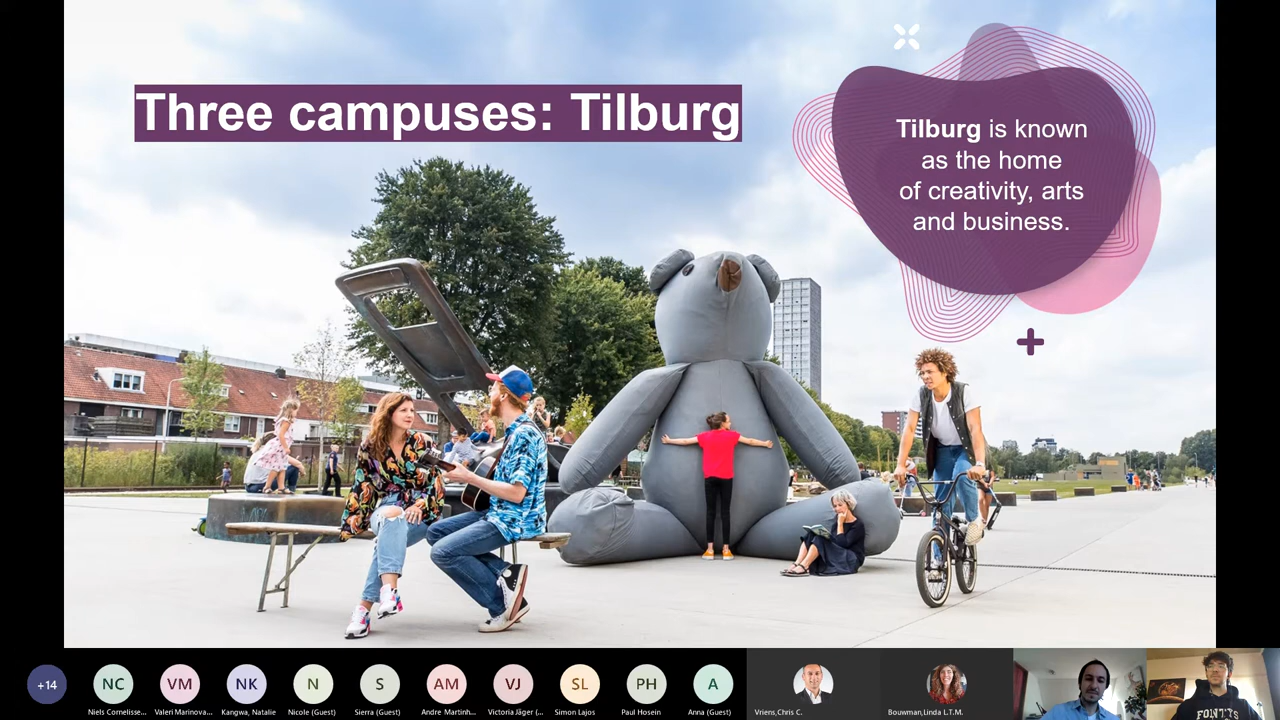 Three campuses: Tilburg
Tilburg is known
as the home
of creativity, arts
and business.
+14
NC
VM
NK
N
S
AM
VJ
SL
PH
A
Niels Cornelisse...
Valeri Marinova...
Kangwa, Natalie
Nicole (Guest)
Sierra (Guest)
Andre Martinh...
Victoria Jäger (...
Simon Lajos
Paul Hosein
Anna (Guest)
Vriens,Chris C.
Bouwman,Linda L.T.M.
FONTYS